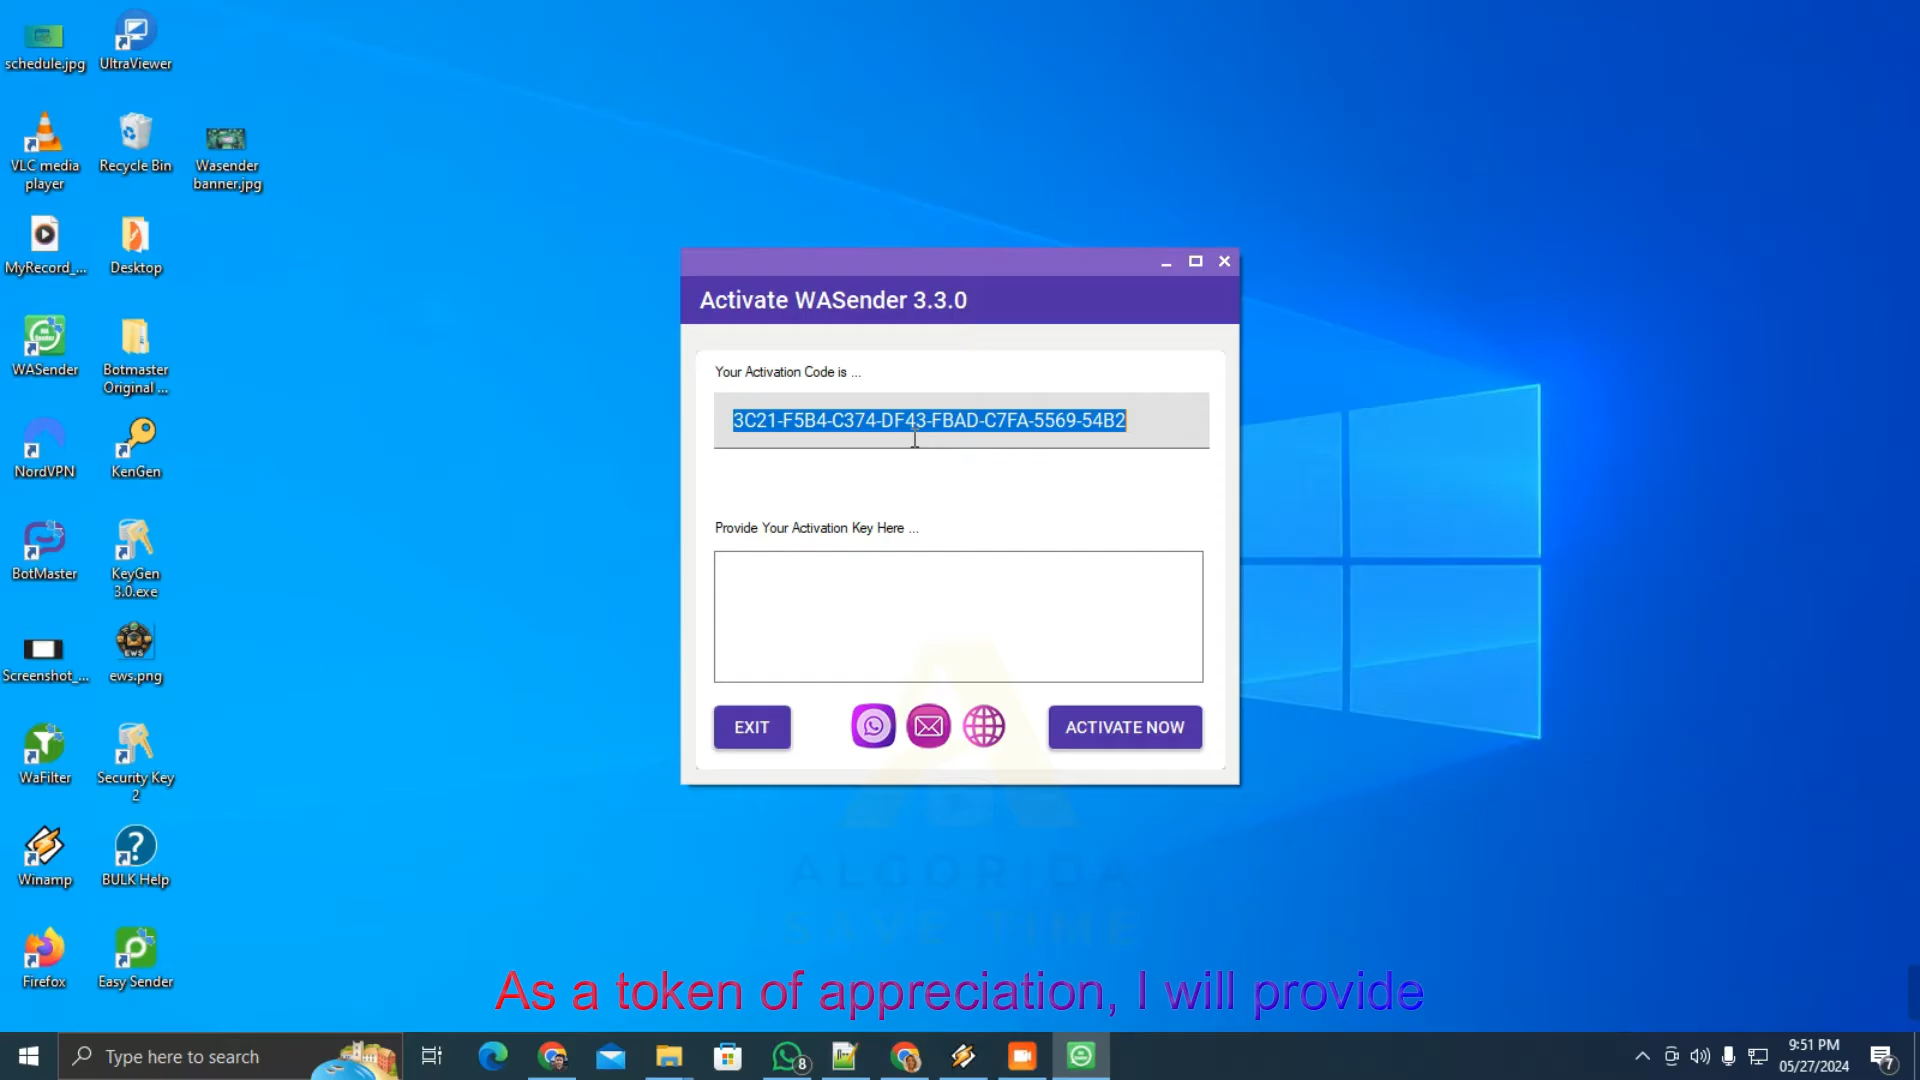 schedule.jpg
UltraViewer
VLC media
player
Recycle Bin
Wasender
banner.jpg
MyRecord_...
Desktop
WASender
Botmaster
Original ...
NordVPN
KenGen
BotMaster
KeyGen
3.0.exe
Screenshot_...
EWS
ews.png
WaFilter
Security Key
2
Winamp
BULK Help
Firefox
Easy Sender
Activate WASender 3.3.0
Your Activation Code is ...
3C21-F5B4-C374-DF43-FBAD-C7FA-5569-54B2
Provide Your Activation Key Here ...
EXIT
ACTIVATE NOW
SAVE TIME
As a token of appreciation, I will provide
Type here to search
8
9:51 PM
05/27/2024
7